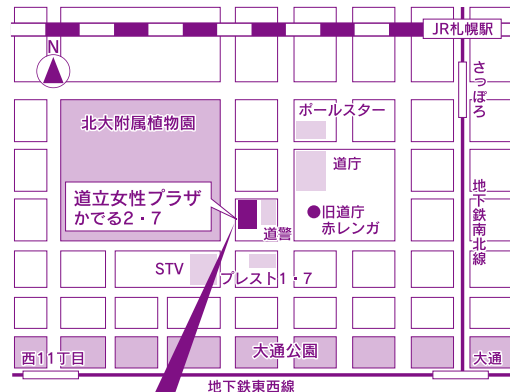 JR札幌駅
N
さっぽろ
ポールスター
北大附属植物園
道庁
道立女性プラザ
かでる2・7
地下鉄南北線
旧道庁
赤レンガ
道警
STV
プレスト1・7
西11丁目
大通公園
大通
地下鉄東西線